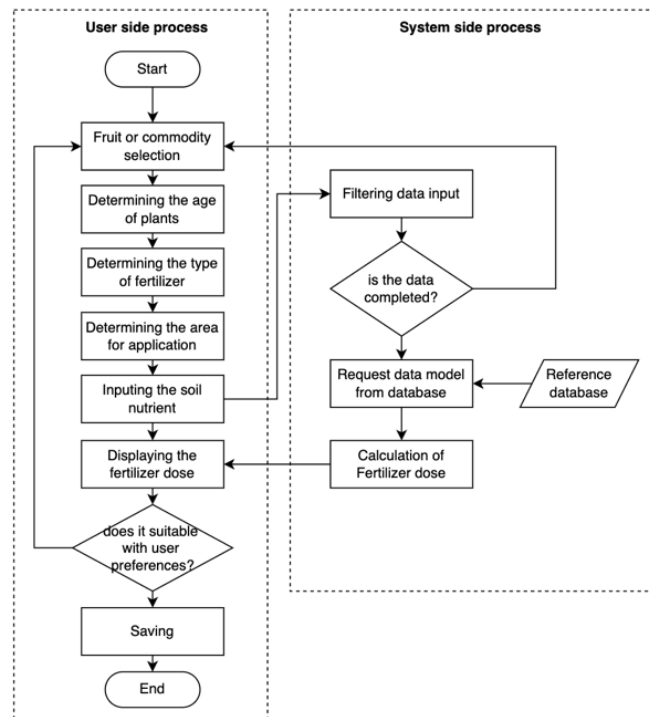 User side process
Start
Fruit or commodity
selection
Determining the age
of plants
Determining the type
of fertilizer
Determining the area
for application
Inputing the soil
nutrient
Displaying the
fertilizer dose
does it suitable
with user
preferences?
Saving
End
System side process
Filtering data input
is the data
completed?
Request data model
from database
Reference
database
Calculation of
Fertilizer dose